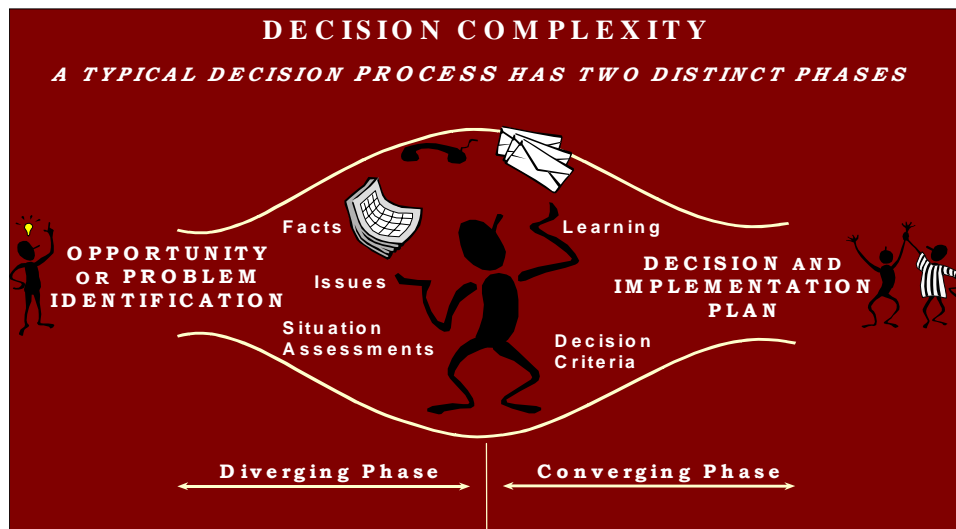 DECISION COMPLEXITY
A TYPICAL DECISION PROCESS HAS TWO DISTINCT PHASES
Facts
Learning
OPPORTUNITY
OR PROBLEM
IDENTIFICATION
Issues
DECISION AND
IMPLEMENTATION
PLAN
Situation
Assessments
Decision
Criteria
Diverging Phase
Converging Phase